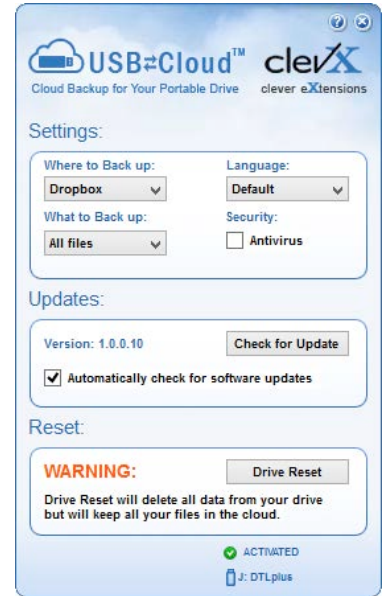 USB⇄Cloud™
clevX
Cloud Backup for Your Portable Drive
clever eXtensions
Settings:
Where to Back up:
Language:
Dropbox
Default
What to Back up:
Security:
All files
Antivirus
Updates:
Version: 1.0.0.10
Check for Update
Automatically check for software updates
Reset:
WARNING:
Drive Reset
Drive Reset will delete all data from your drive
but will keep all your files in the cloud.
ACTIVATED
J: DTLplus